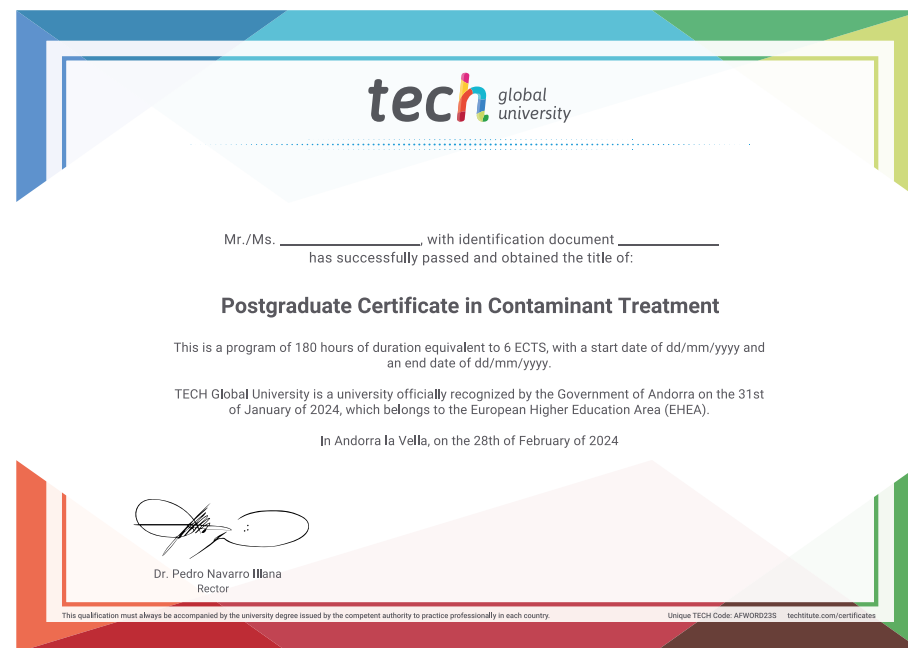 tech global
university
Mr./Ms. ____________, with identification document ____________
has successfully passed and obtained the title of:
Postgraduate Certificate in Contaminant Treatment
This is a program of 180 hours of duration equivalent to 6 ECTS, with a start date of dd/mm/yyyy and
an end date of dd/mm/yyyy.
TECH Global University is a university officially recognized by the Government of Andorra on the 31st
of January of 2024, which belongs to the European Higher Education Area (EHEA).
In Andorra la Vella, on the 28th of February of 2024
Dr. Pedro Navarro Illana
Rector
This qualification must always be accompanied by the university degree issued by the competent authority to practice professionally in each country. Unique TECH Code: AFWORD23S techtitute.com/certificates